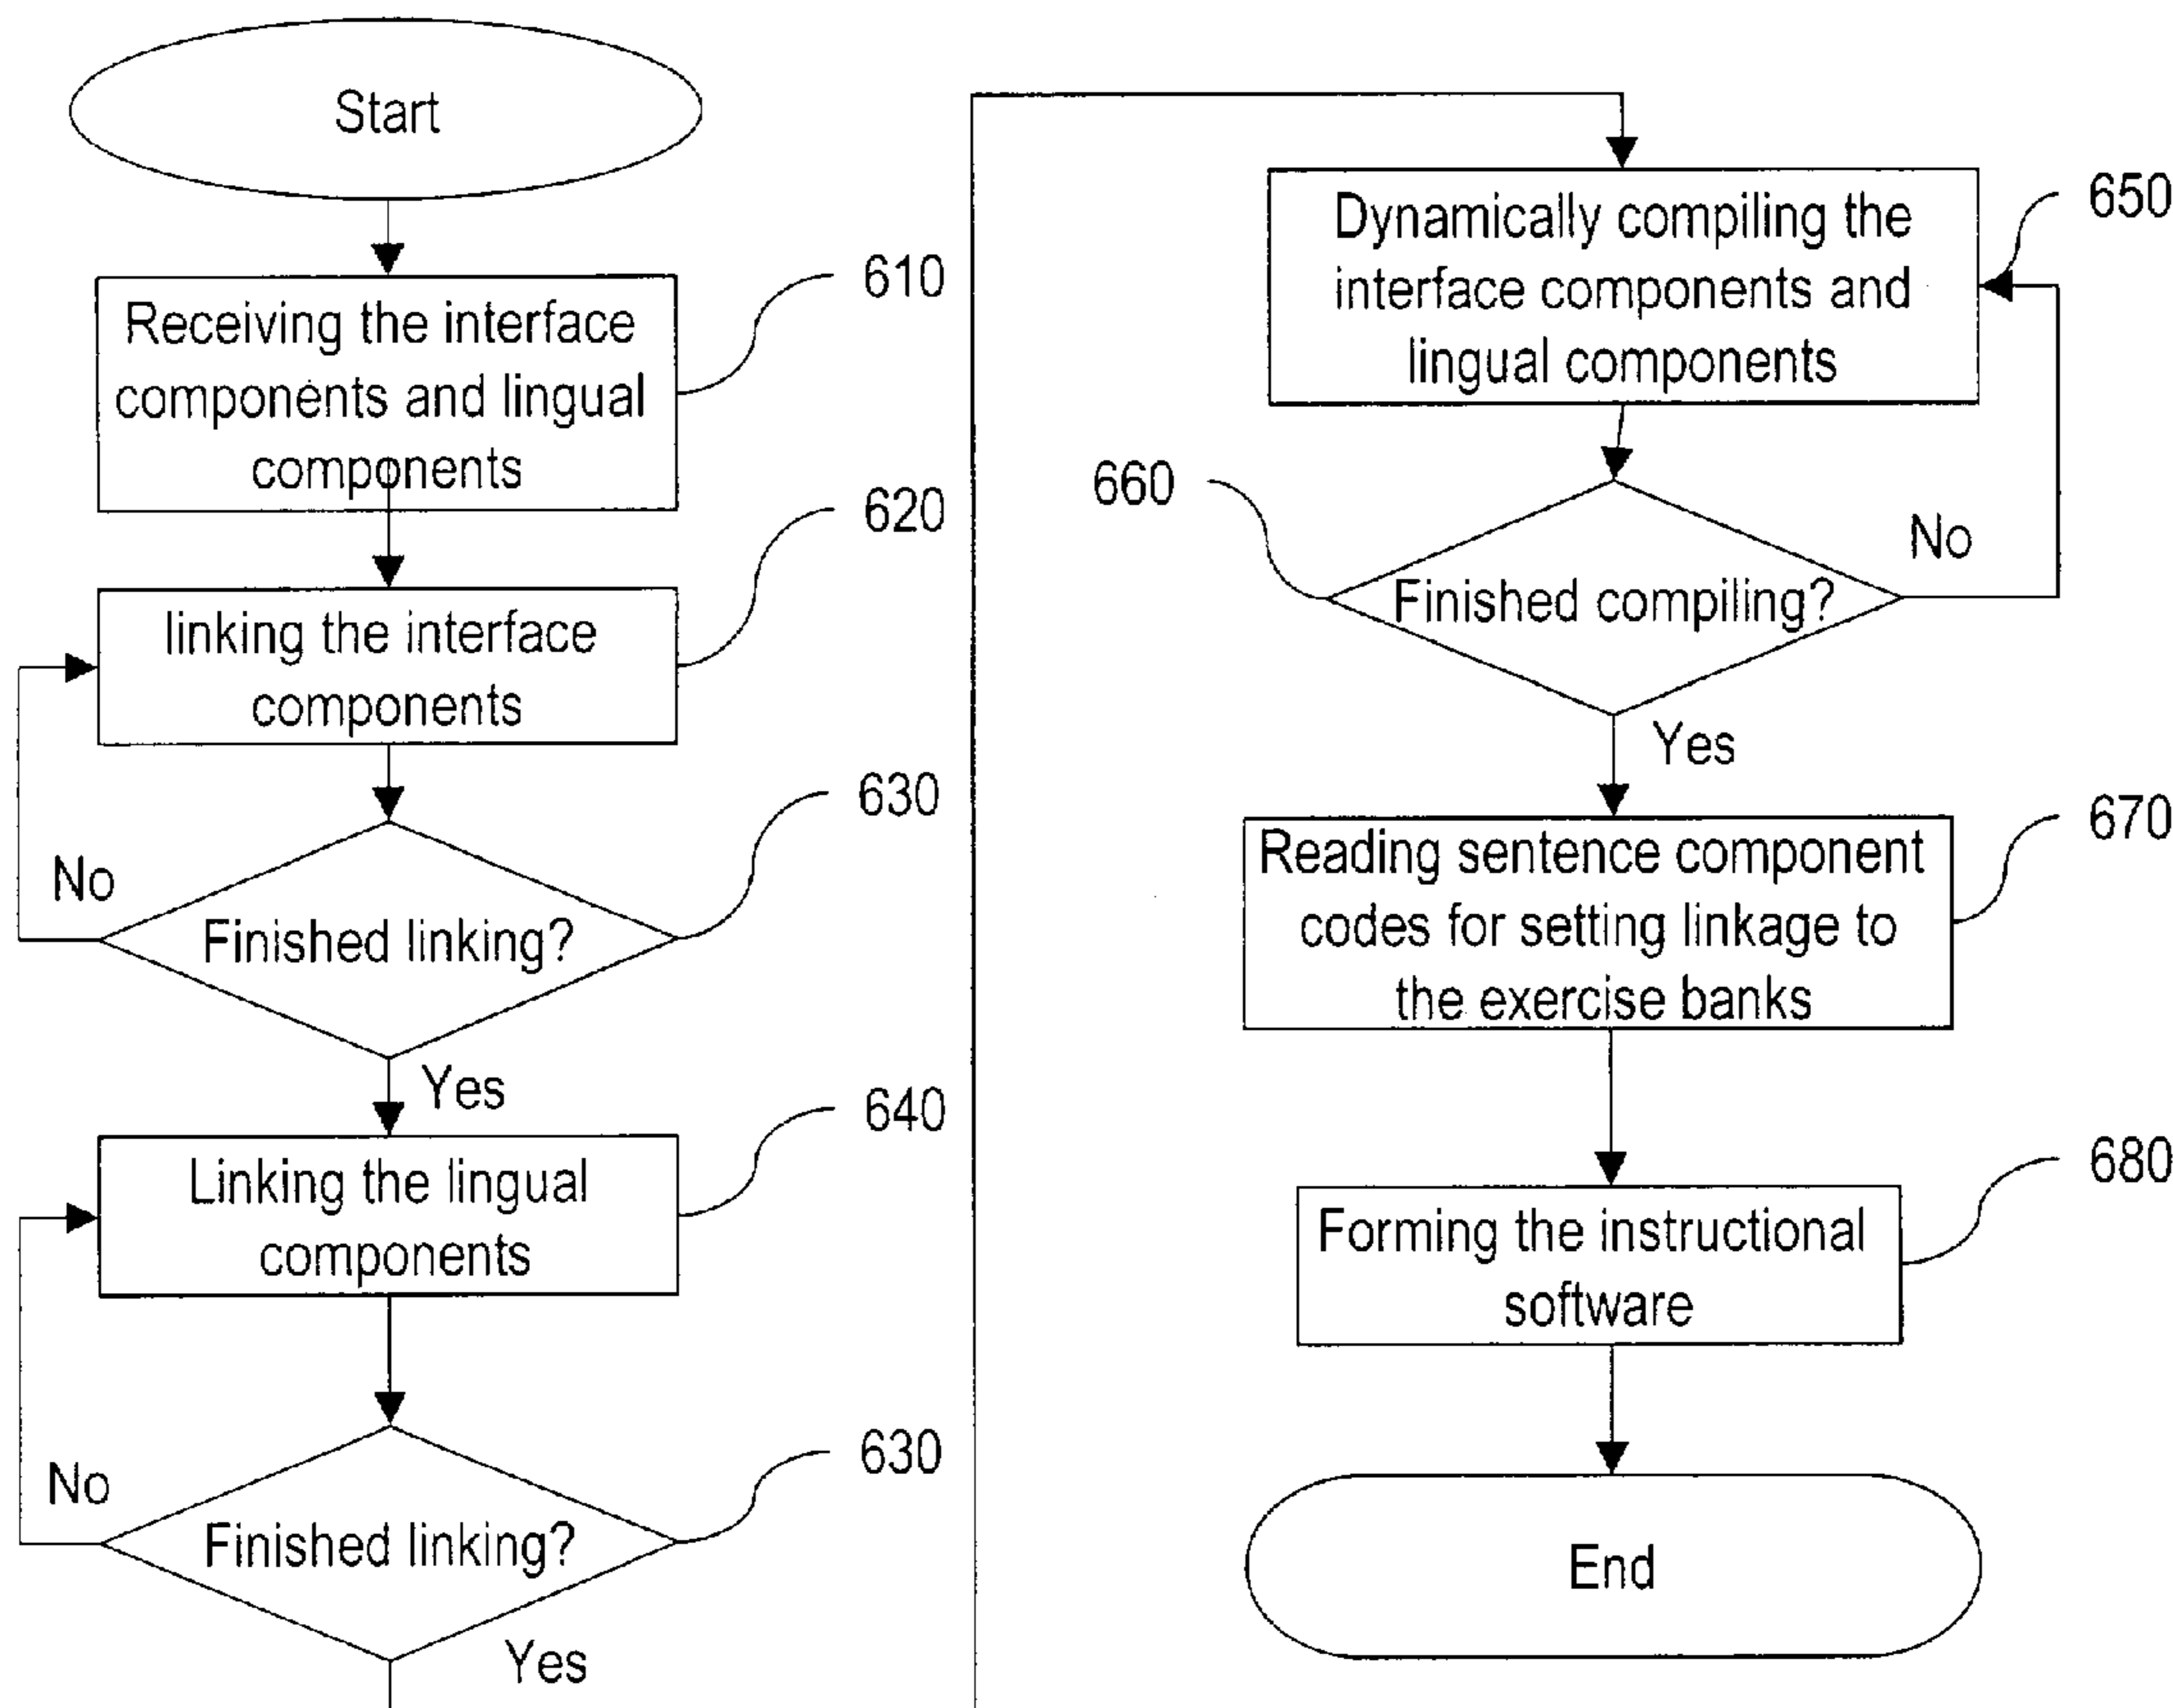 Start
610
Receiving the interface
components and lingual
components
620
linking the interface
components
630
No
Finished linking?
Yes
640
Linking the lingual
components
630
No
Finished linking?
Yes
650
Dynamically compiling the
interface components and
lingual components
660
No
Finished compiling?
Yes
670
Reading sentence component
codes for setting linkage to
the exercise banks
680
Forming the instructional
software
End